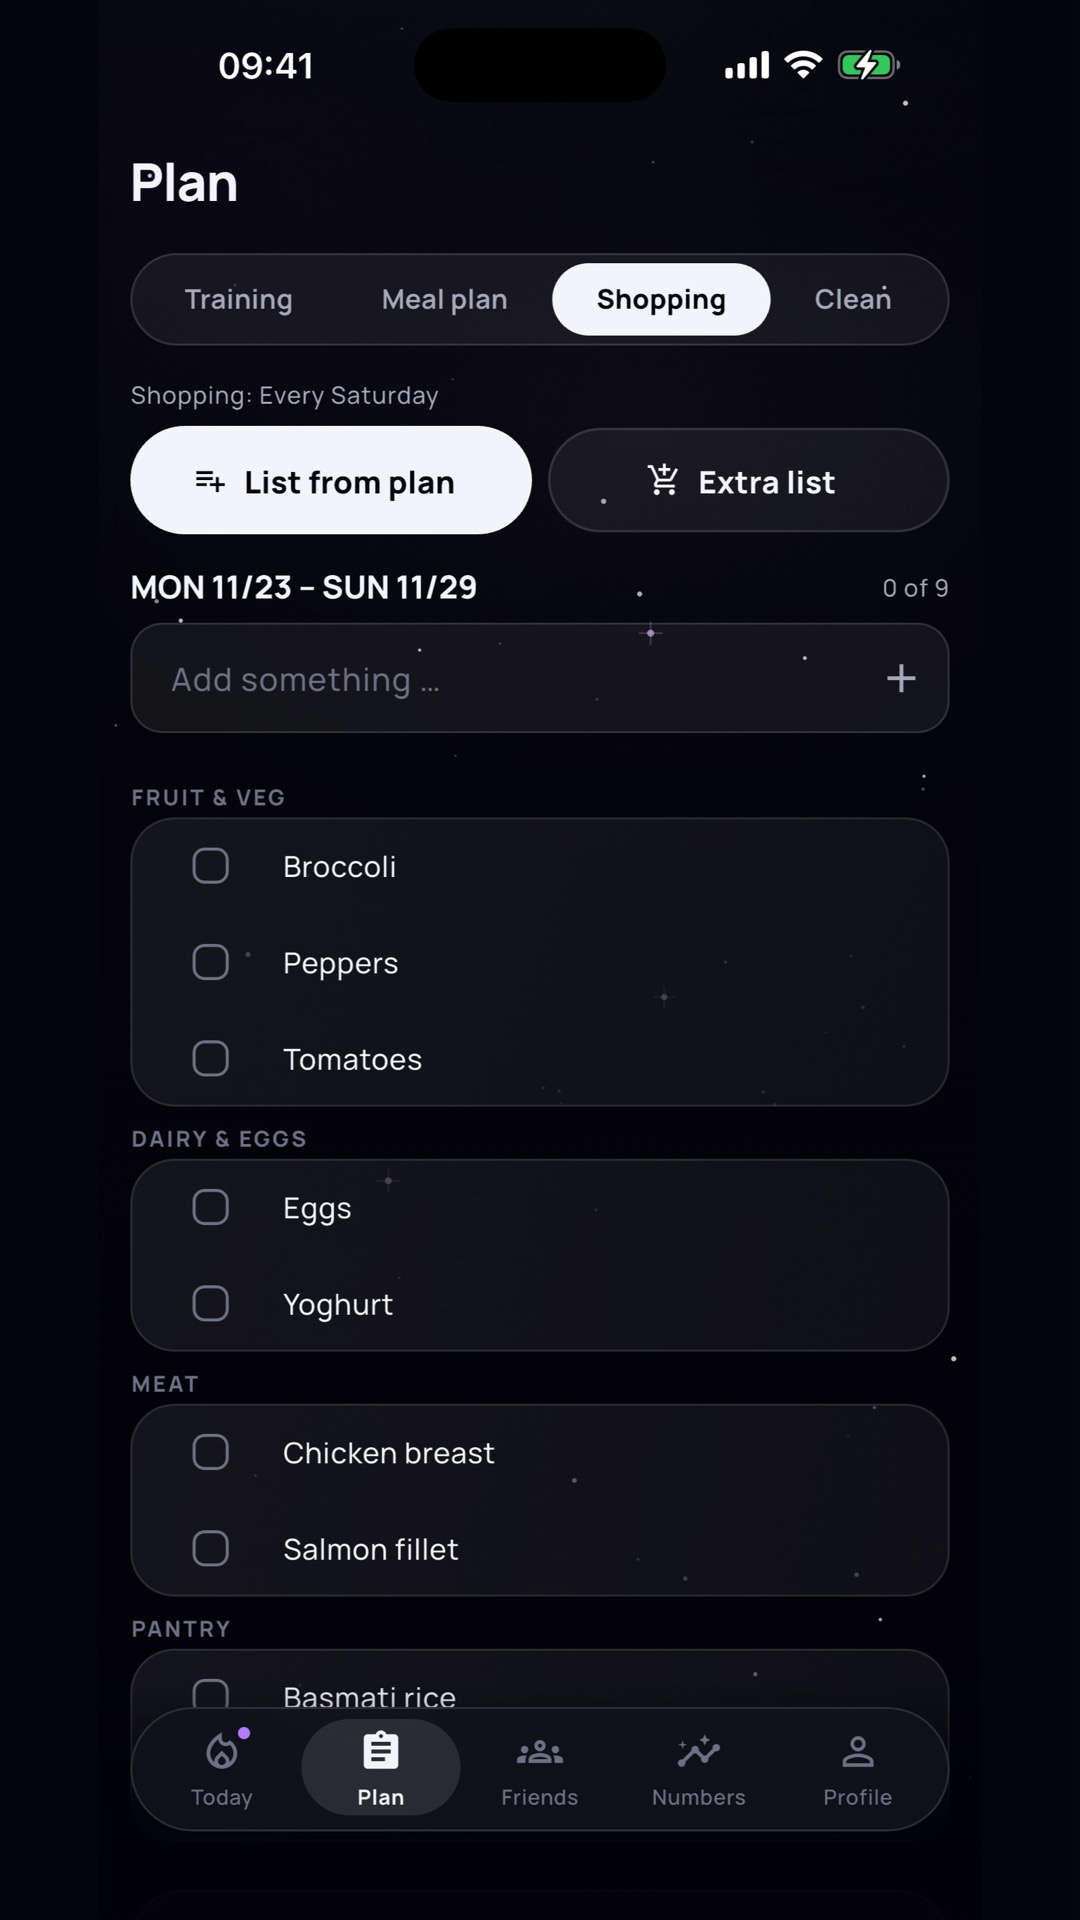 09:41
Plan
Training Meal plan Shopping Clean
Shopping: Every Saturday
List from plan Extra list
MON 11/23 – SUN 11/29 0 of 9
Add something ...
FRUIT & VEG
Broccoli
Peppers
Tomatoes
DAIRY & EGGS
Eggs
Yoghurt
MEAT
Chicken breast
Salmon fillet
PANTRY
Basmati rice
Today Plan Friends Numbers Profile